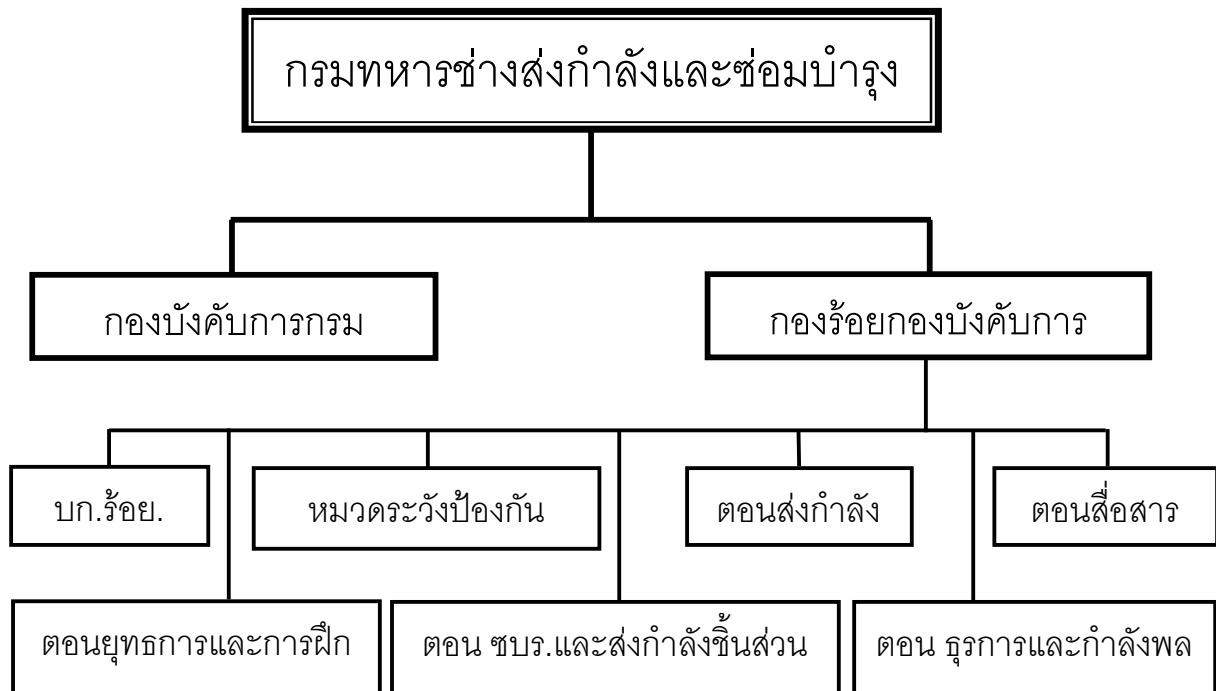 กรมทหารช่างส่งกำลังและซ่อมบำรุง
กองบังคับการกรม
กองร้อยกองบังคับการ
บก.ร้อย.
หมวดระวังป้องกัน
ตอนส่งกำลัง
ตอนสื่อสาร
ตอนยุทธการและการฝึก
ตอน ซบร.และส่งกำลังชิ้นส่วน
ตอน ธุรการและกำลังพล